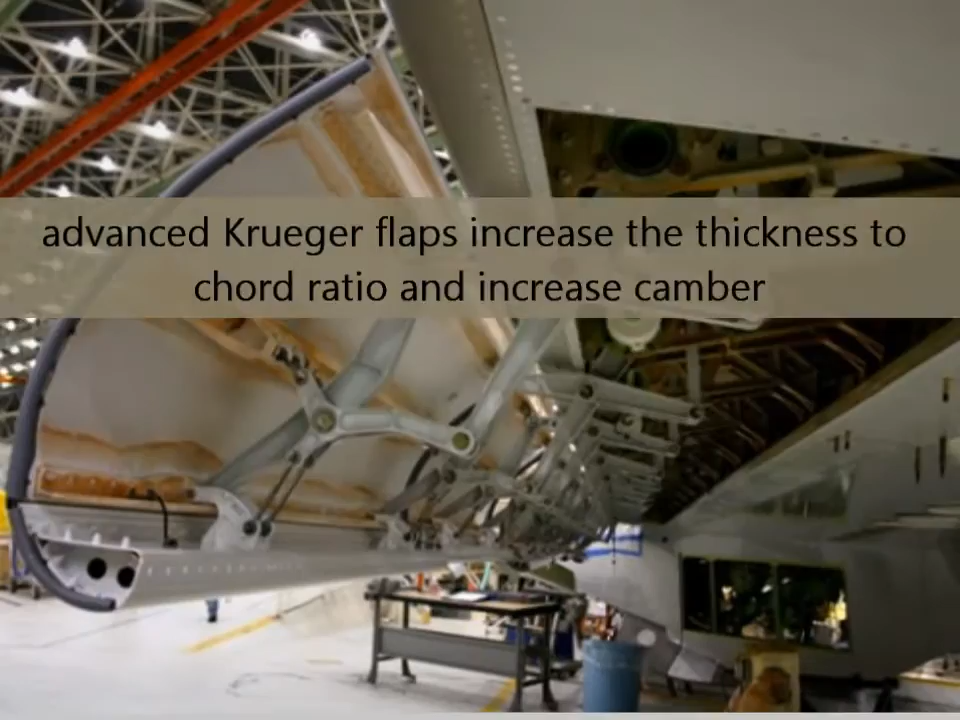 advanced Krueger flaps increase the thickness to
chord ratio and increase camber